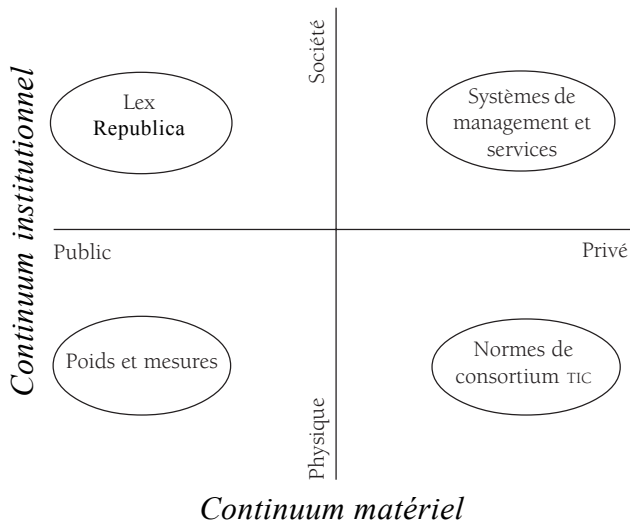 Continuum institutionnel
Société
Lex
Republica
Systèmes de
management et
services
Public
Privé
Poids et mesures
Normes de
consortium TIC
Physique
Continuum matériel